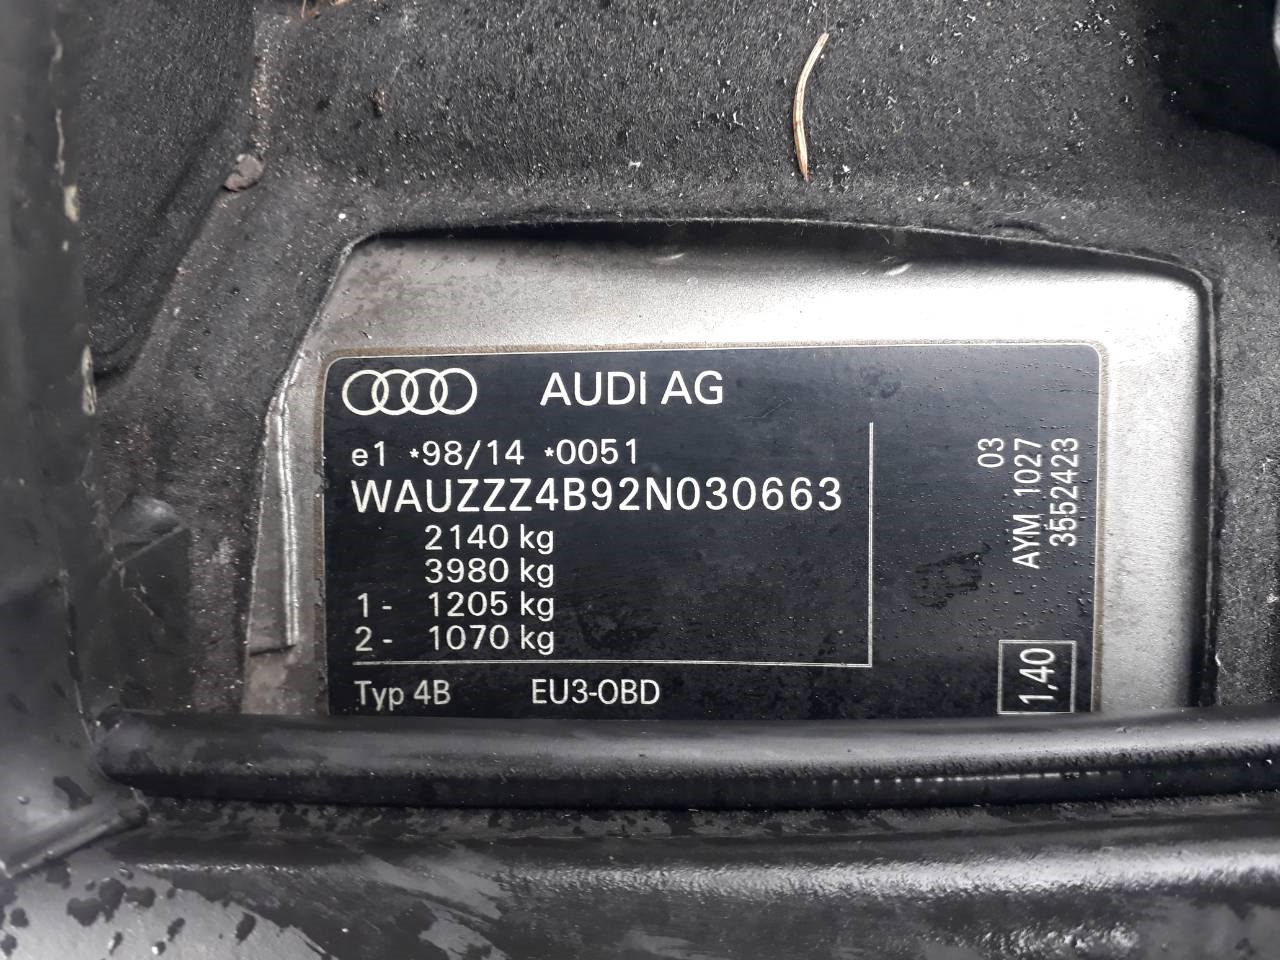 AUDI AG
e1 *98/14 *0051
WAUZZZ4B92N030663
2140 kg
3980 kg
1 - 1205 kg
2 - 1070 kg
Typ 4B EU3-OBD
03
AYM 1027
3552423
1,40